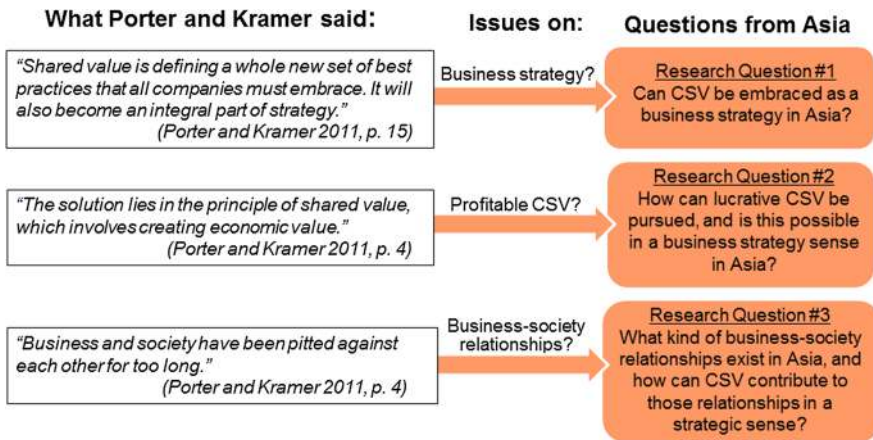 What Porter and Kramer said:
Issues on:
Questions from Asia
“Shared value is defining a whole new set of best
practices that all companies must embrace. It will
also become an integral part of strategy.”
(Porter and Kramer 2011, p. 15)
Business strategy?
Research Question #1
Can CSV be embraced as a
business strategy in Asia?
“The solution lies in the principle of shared value,
which involves creating economic value.”
(Porter and Kramer 2011, p. 4)
Profitable CSV?
Research Question #2
How can lucrative CSV be
pursued, and is this possible
in a business strategy sense
in Asia?
“Business and society have been pitted against
each other for too long.”
(Porter and Kramer 2011, p. 4)
Business-society
relationships?
Research Question #3
What kind of business-society
relationships exist in Asia, and
how can CSV contribute to
those relationships in a
strategic sense?